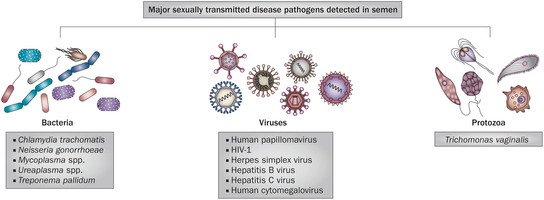 Major sexually transmitted disease pathogens detected in semen
Bacteria
▪ Chlamydia trachomatis
▪ Neisseria gonorrhoeae
▪ Mycoplasma spp.
▪ Ureaplasma spp.
▪ Treponema pallidum
Viruses
▪ Human papillomavirus
▪ HIV-1
▪ Herpes simplex virus
▪ Hepatitis B virus
▪ Hepatitis C virus
▪ Human cytomegalovirus
Protozoa
Trichomonas vaginalis